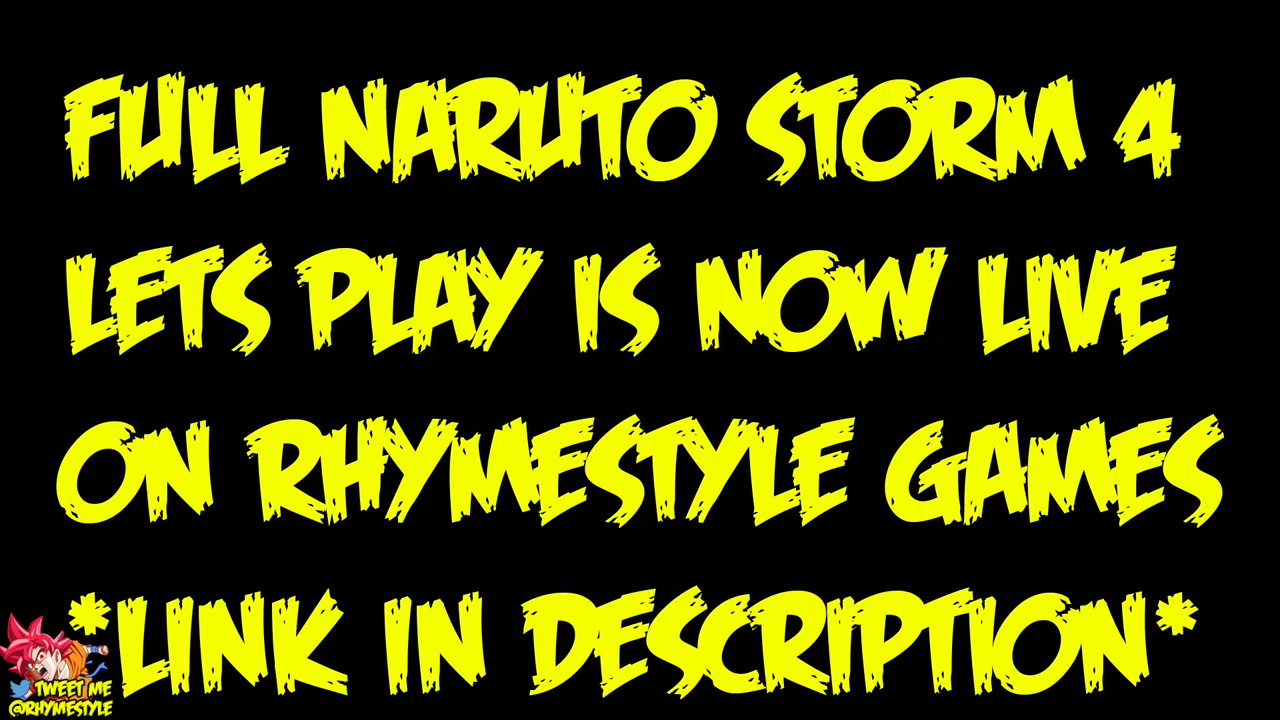 FULL NARUTO STORM 4
LETS PLAY IS NOW LIVE
ON RHYMESTYLE GAMES
*LINK IN DESCRIPTION*
TWEET ME
@RHYMESTYLE